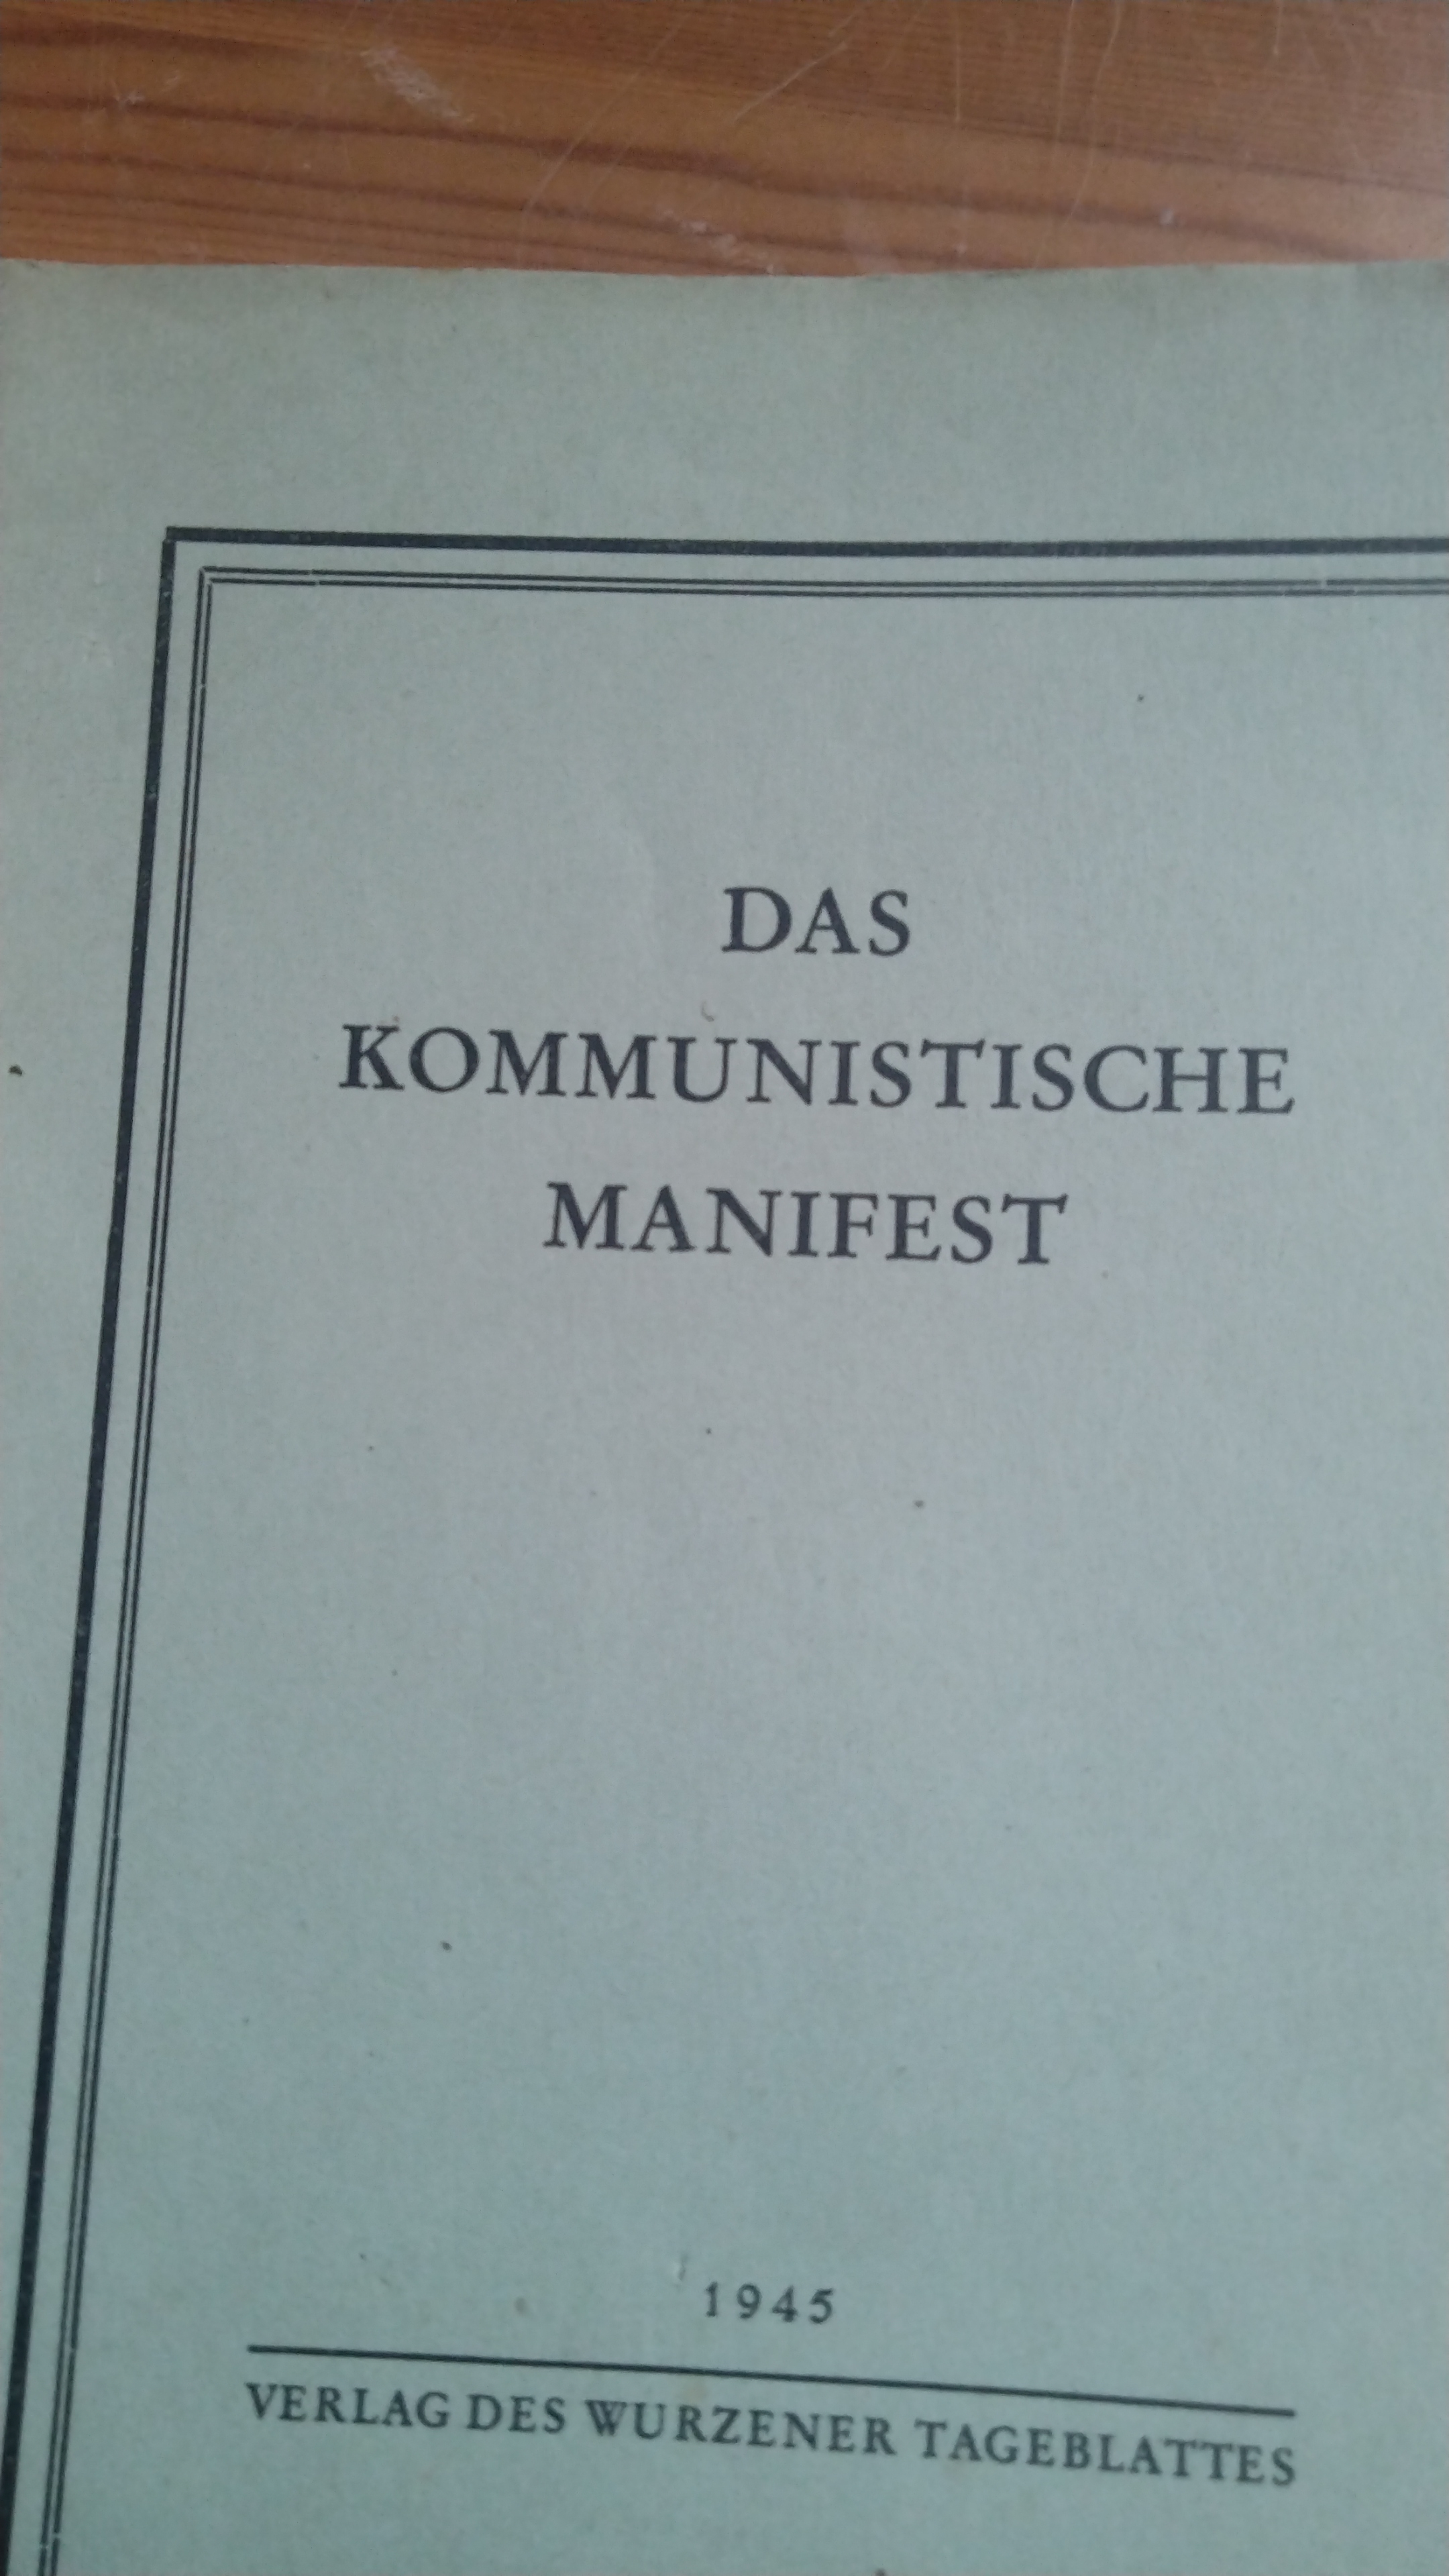 DAS
KOMMUNISTISCHE
MANIFEST
1945
VERLAG DES WURZENER TAGEBLATTES